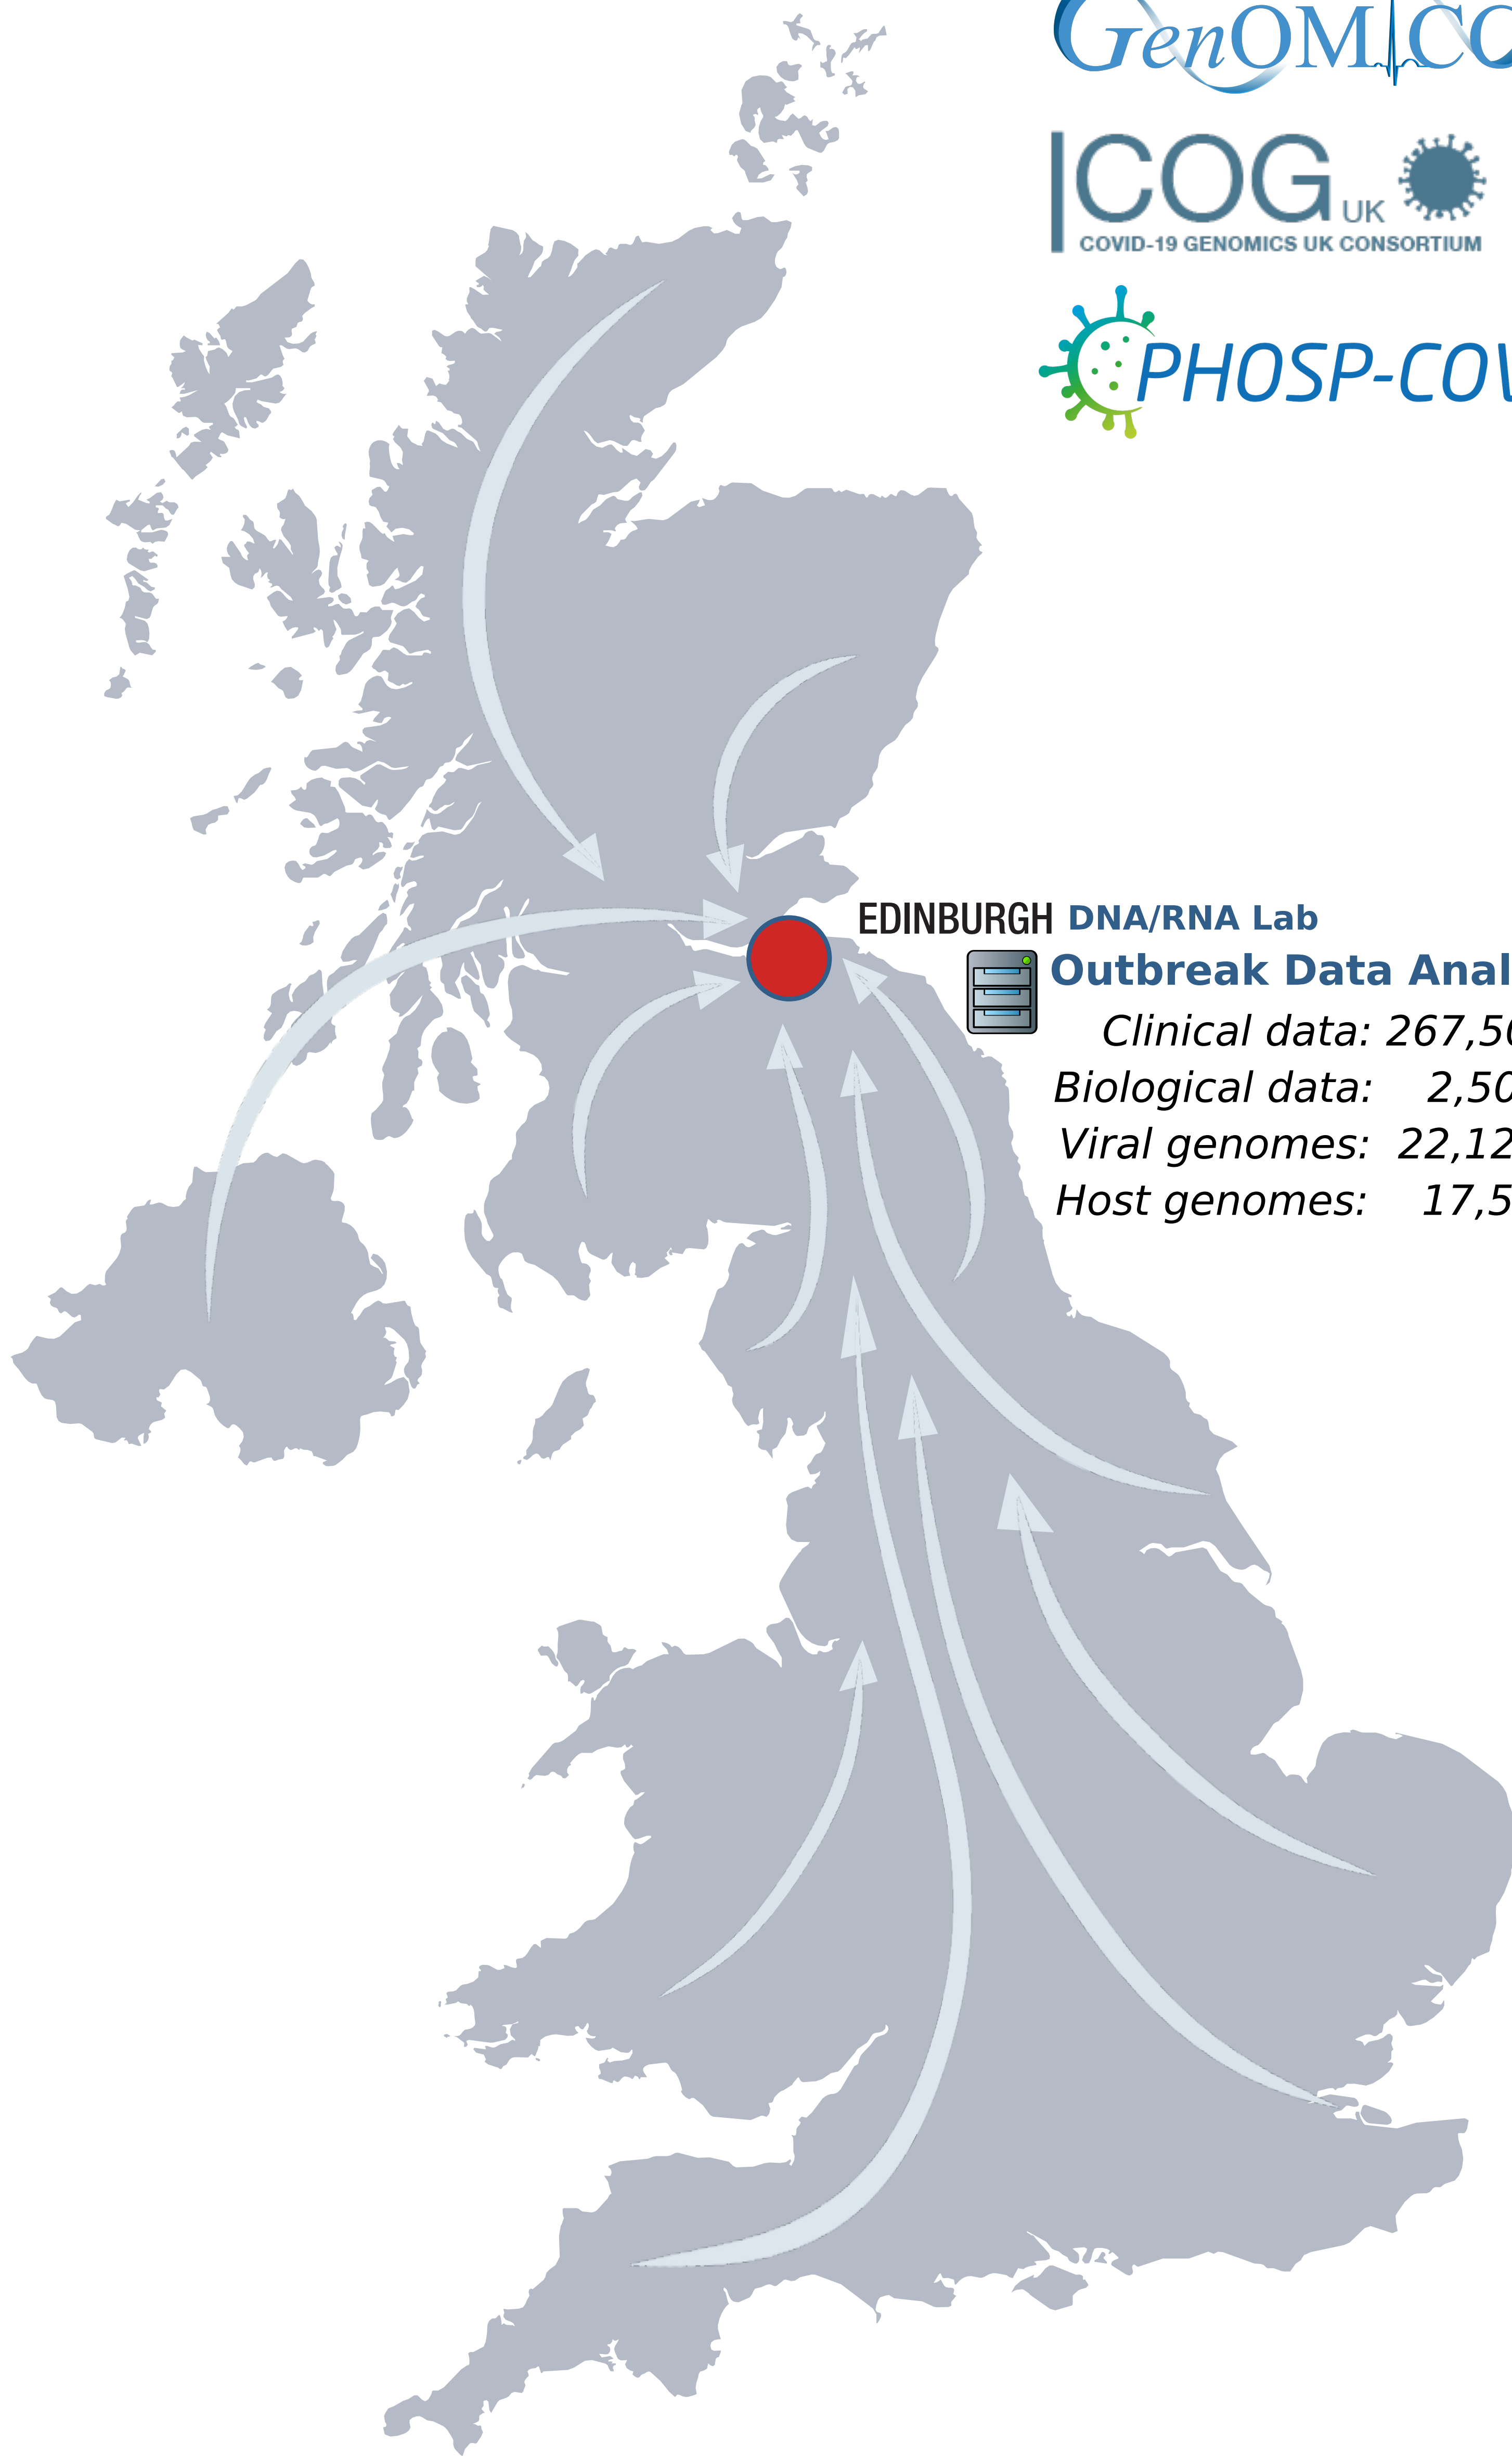 GenOMICC
COG UK
COVID-19 GENOMICS UK CONSORTIUM
PHOSP-COV
EDINBURGH DNA/RNA Lab
Outbreak Data Anal
Clinical data: 267,50
Biological data: 2,50
Viral genomes: 22,12
Host genomes: 17,5